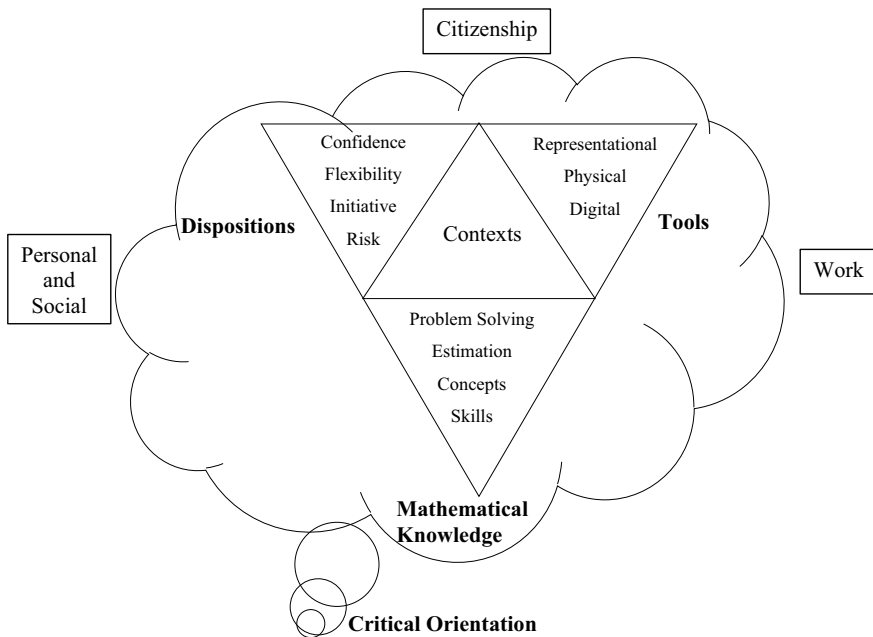 Citizenship
Confidence
Flexibility
Initiative
Risk
Representational
Physical
Digital
Dispositions
Contexts
Tools
Personal
and
Social
Work
Problem Solving
Estimation
Concepts
Skills
Mathematical
Knowledge
Critical Orientation